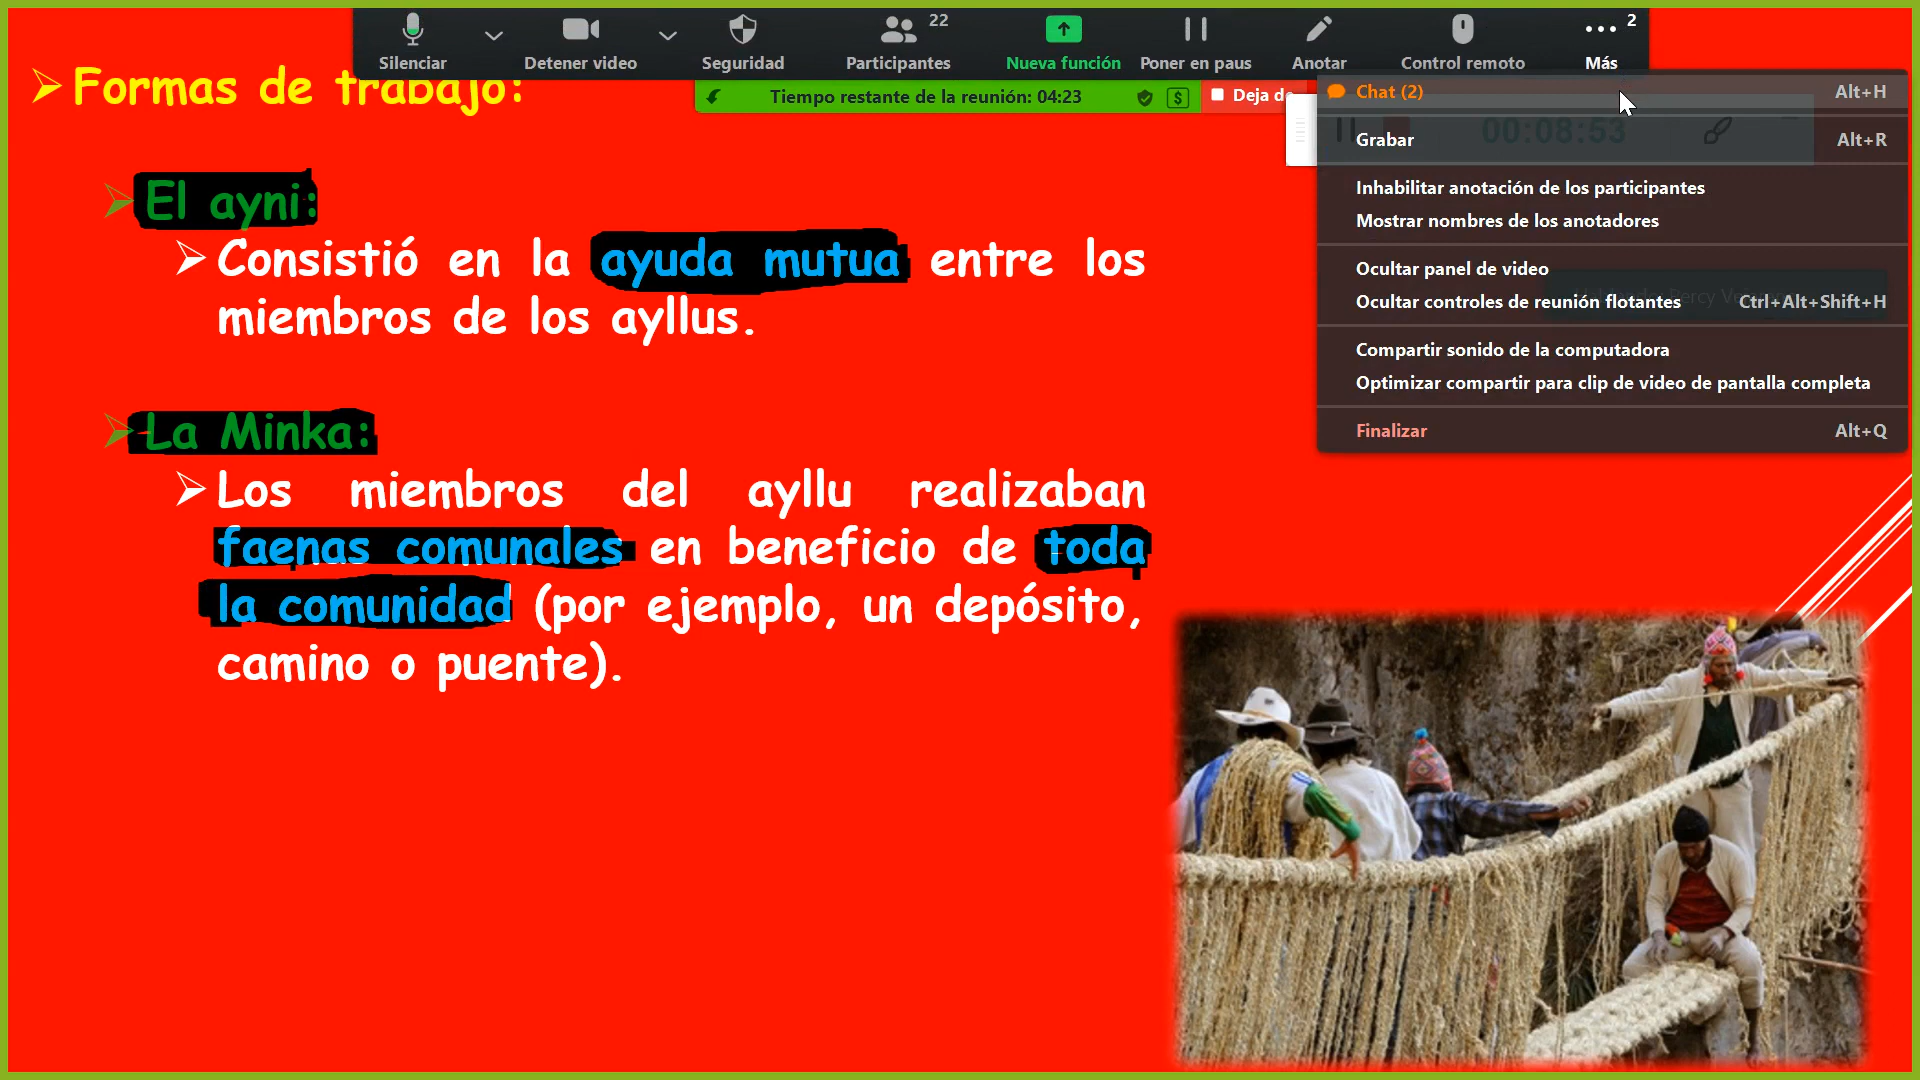 22
2
Silenciar
Detener video
Seguridad
Participantes
Nueva función
Poner en paus
Anotar
Control remoto
Más
Tiempo restante de la reunión: 04:23
Deja de
Chat (2) Alt+H
00:08:53
Grabar Alt+R
Inhabilitar anotación de los participantes
Mostrar nombres de los anotadores
Ocultar panel de video
Ocultar controles de reunión flotantes Ctrl+Alt+Shift+H
Compartir sonido de la computadora
Optimizar compartir para clip de video de pantalla completa
Finalizar Alt+Q
Formas de trabajo:
El ayni:
Consistió en la ayuda mutua entre los
miembros de los ayllus.
La Minka:
Los miembros del ayllu realizaban
faenas comunales en beneficio de toda
la comunidad (por ejemplo, un depósito,
camino o puente).